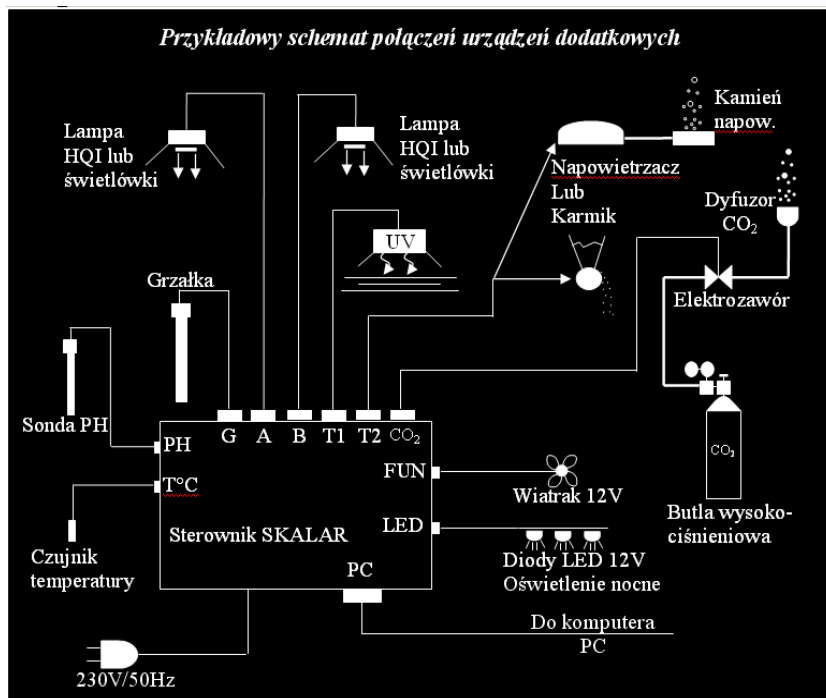 Przykładowy schemat połączeń urządzeń dodatkowych
Lampa
HQI lub
świetlówki
Lampa
HQI lub
świetlówki
Kamień
napow.
Napowietrzacz
Lub
Karmik
Dyfuzor
CO₂
UV
Grzałka
Elektrozawór
Sonda PH
G A B T1 T2 CO₂
PH
T°C
FUN
LED
Sterownik SKALAR
PC
Wiatrak 12V
CO₂
Butla wysoko-
ciśnieniowa
Czujnik
temperatury
Diody LED 12V
Oświetlenie nocne
Do komputera
PC
230V/50Hz